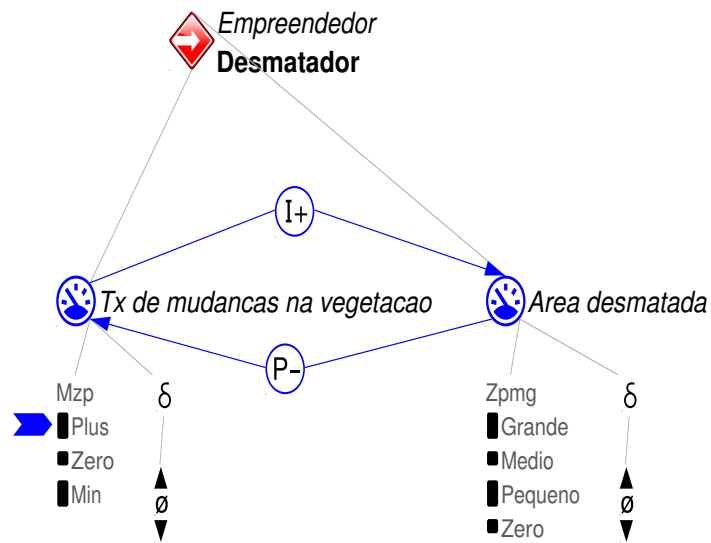 Empreendedor
Desmatador
I+
Tx de mudancas na vegetacao
Area desmatada
P-
Mzp
δ
Plus
Zero
Min
ø
Zpmg
δ
Grande
Medio
Pequeno
Zero
ø